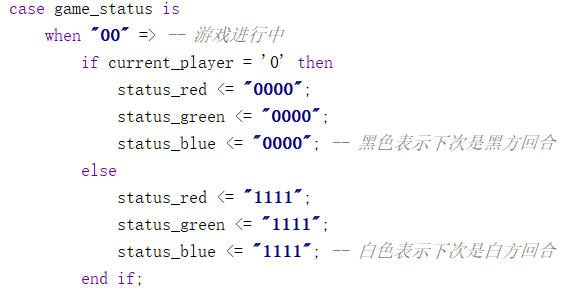 case game_status is
when "00" => -- 游戏进行中
if current_player = '0' then
status_red <= "0000";
status_green <= "0000";
status_blue <= "0000"; -- 黑色表示下次是黑方回合
else
status_red <= "1111";
status_green <= "1111";
status_blue <= "1111"; -- 白色表示下次是白方回合
end if;